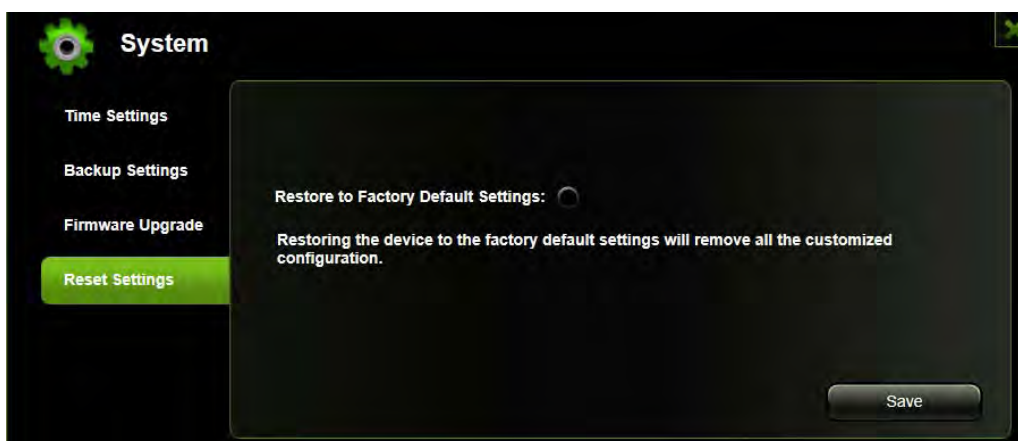 System
Time Settings
Backup Settings
Firmware Upgrade
Reset Settings
Restore to Factory Default Settings:
Restoring the device to the factory default settings will remove all the customized
configuration.
Save